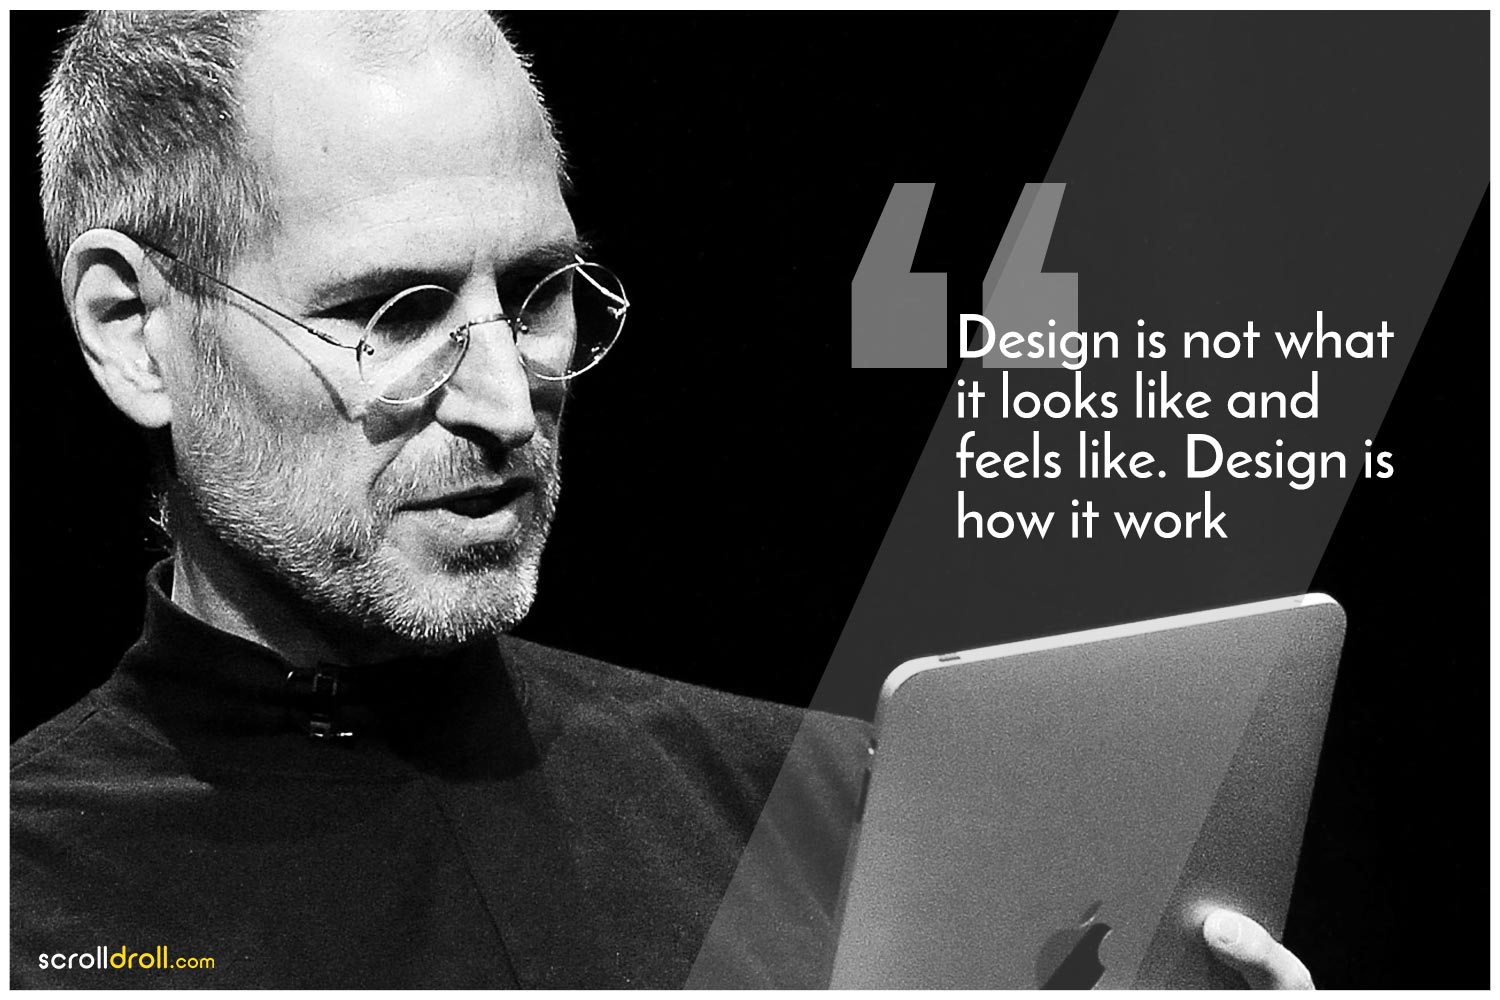 Design is not what
it looks like and
feels like. Design is
how it work
scrolldroll.com